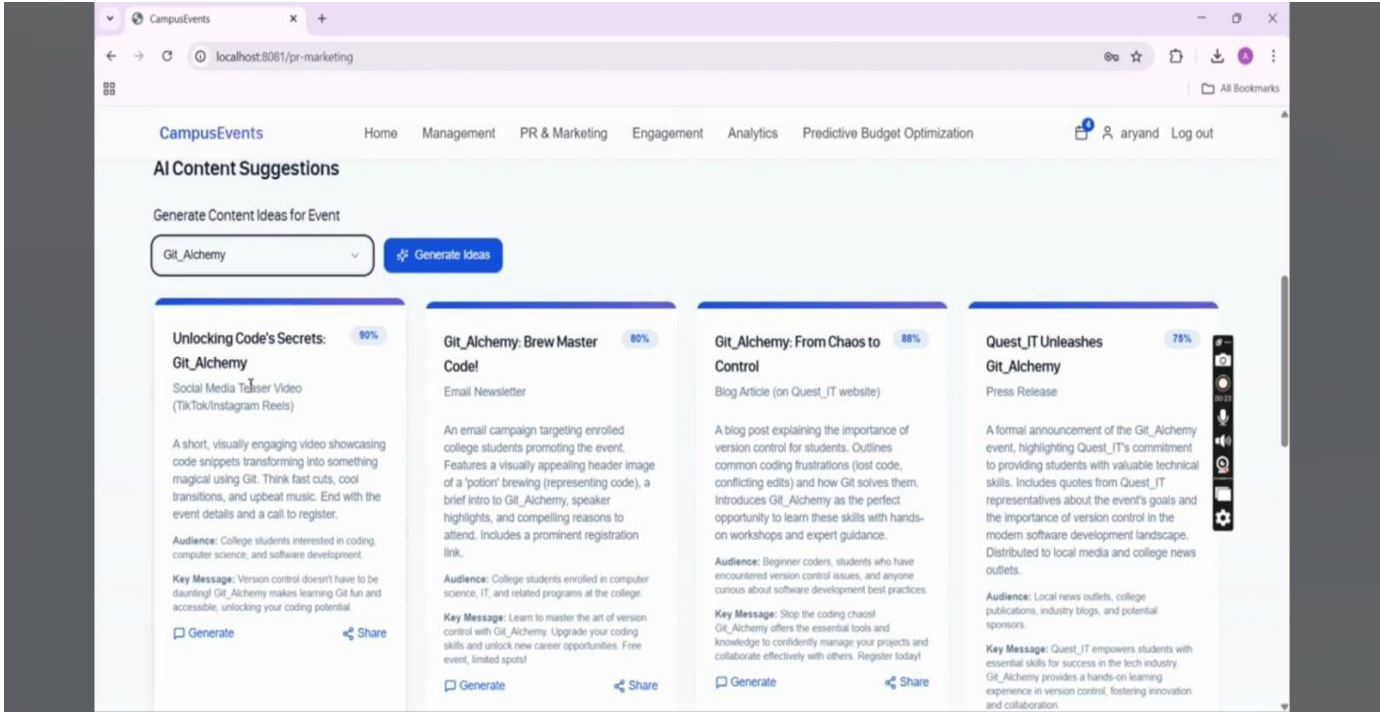 CampusEvents
localhost:8081/pr-marketing
All Bookmarks
CampusEvents
Home
Management
PR & Marketing
Engagement
Analytics
Predictive Budget Optimization
4
aryand
Log out
AI Content Suggestions
Generate Content Ideas for Event
Git_Alchemy
Generate Ideas
Unlocking Code's Secrets:
Git_Alchemy
90%
Social Media Teaser Video
(TikTok/Instagram Reels)
A short, visually engaging video showcasing
code snippets transforming into something
magical using Git. Think fast cuts, cool
transitions, and upbeat music. End with the
event details and a call to register.
Audience: College students interested in coding,
computer science, and software development.
Key Message: Version control doesn't have to be
daunting! Git_Alchemy makes learning Git fun and
accessible, unlocking your coding potential.
Generate
Share
Git_Alchemy: Brew Master
Code!
80%
Email Newsletter
An email campaign targeting enrolled
college students promoting the event.
Features a visually appealing header image
of a 'potion' brewing (representing code), a
brief intro to Git_Alchemy, speaker
highlights, and compelling reasons to
attend. Includes a prominent registration
link.
Audience: College students enrolled in computer
science, IT, and related programs at the college.
Key Message: Learn to master the art of version
control with Git_Alchemy. Upgrade your coding
skills and unlock new career opportunities. Free
event, limited spots!
Generate
Share
Git_Alchemy: From Chaos to
Control
88%
Blog Article (on Quest_IT website)
A blog post explaining the importance of
version control for students. Outlines
common coding frustrations (lost code,
conflicting edits) and how Git solves them.
Introduces Git_Alchemy as the perfect
opportunity to learn these skills with hands-
on workshops and expert guidance.
Audience: Beginner coders, students who have
encountered version control issues, and anyone
curious about software development best practices.
Key Message: Stop the coding chaos!
Git_Alchemy offers the essential tools and
knowledge to confidently manage your projects and
collaborate effectively with others. Register today!
Generate
Share
Quest_IT Unleashes
Git_Alchemy
75%
Press Release
A formal announcement of the Git_Alchemy
event, highlighting Quest_IT's commitment
to providing students with valuable technical
skills. Includes quotes from Quest_IT
representatives about the event's goals and
the importance of version control in the
modern software development landscape.
Distributed to local media and college news
outlets.
Audience: Local news outlets, college
publications, industry blogs, and potential
sponsors.
Key Message: Quest_IT empowers students with
essential skills for success in the tech industry.
Git_Alchemy provides a hands-on learning
experience in version control, fostering innovation
and collaboration.
A
00:23